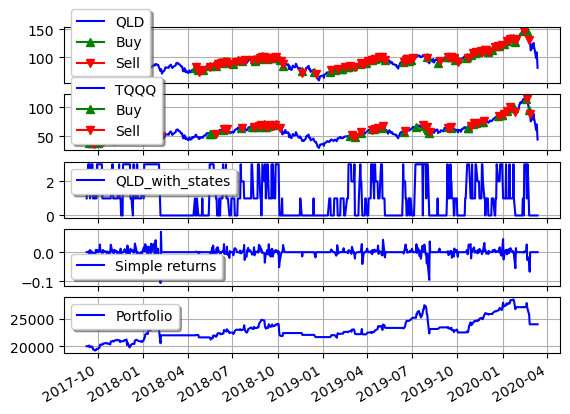 QLD
Buy
Sell
150
100
TQQQ
Buy
Sell
100
50
QLD_with_states
2
0
Simple returns
0.0
−0.1
Portfolio
25000
20000
2017-10
2018-01
2018-04
2018-07
2018-10
2019-01
2019-04
2019-07
2019-10
2020-01
2020-04